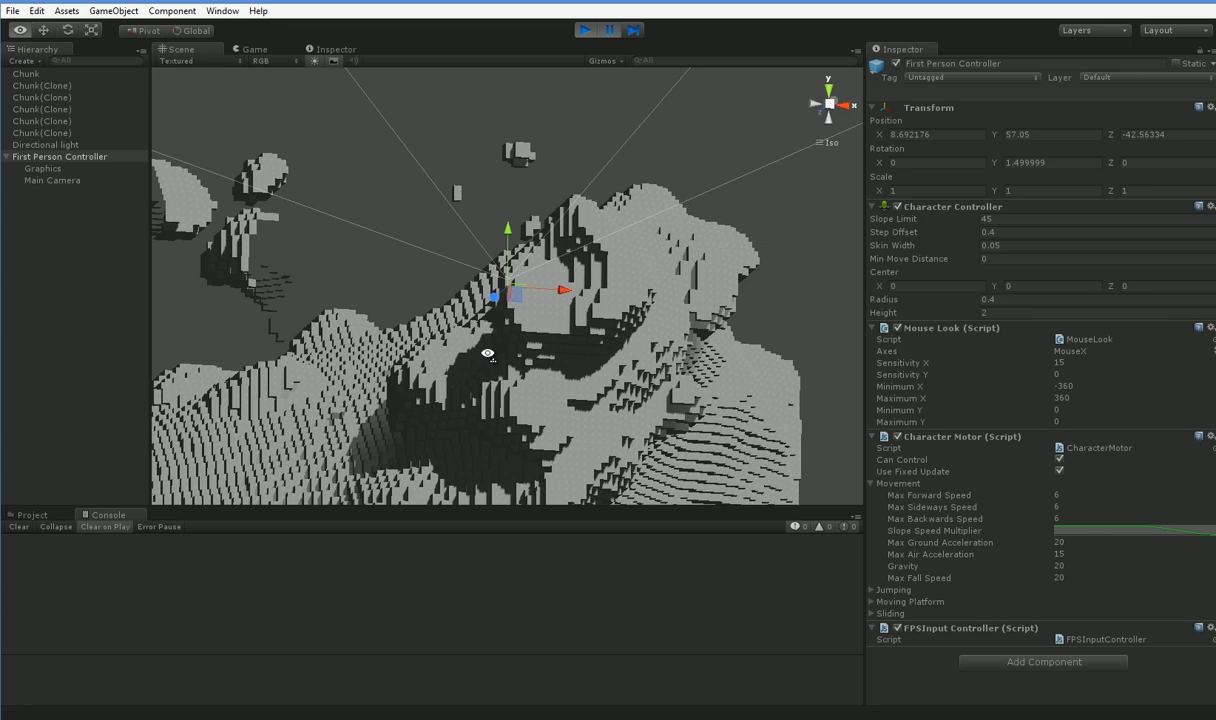 File Edit Assets GameObject Component Window Help
Pivot Global Layers Layout
Hierarchy
Create All
Chunk
Chunk(Clone)
Chunk(Clone)
Chunk(Clone)
Chunk(Clone)
Chunk(Clone)
Directional light
First Person Controller
Graphics
Main Camera
Scene Game Inspector
Textured RGB Gizmos All
y
x
z
Iso
Project Console
Clear Collapse Clear on Play Error Pause 0 0 0
Inspector
First Person Controller Static
Tag Untagged Layer Default
Transform
Position
X 8.692176 Y 57.05 Z -42.56334
Rotation
X 0 Y 1.499999 Z 0
Scale
X 1 Y 1 Z 1
Character Controller
Slope Limit 45
Step Offset 0.4
Skin Width 0.05
Min Move Distance 0
Center
X 0 Y 0 Z 0
Radius 0.4
Height 2
Mouse Look (Script)
Script MouseLook
Axes MouseX
Sensitivity X 15
Sensitivity Y 0
Minimum X -360
Maximum X 360
Minimum Y 0
Maximum Y 0
Character Motor (Script)
Script CharacterMotor
Can Control
Use Fixed Update
Movement
Max Forward Speed 6
Max Sideways Speed 6
Max Backwards Speed 6
Slope Speed Multiplier
Max Ground Acceleration 20
Max Air Acceleration 15
Gravity 20
Max Fall Speed 20
Jumping
Moving Platform
Sliding
FPSInput Controller (Script)
Script FPSInputController
Add Component